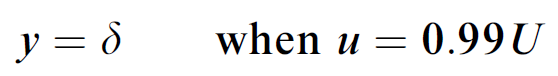 y = δ when u = 0.99U